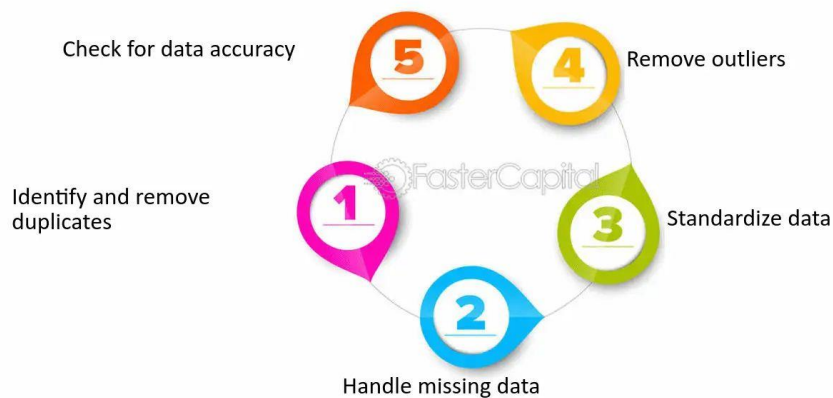 Check for data accuracy
5
4
Remove outliers
FasterCapital
Identify and remove
duplicates
1
3
Standardize data
2
Handle missing data